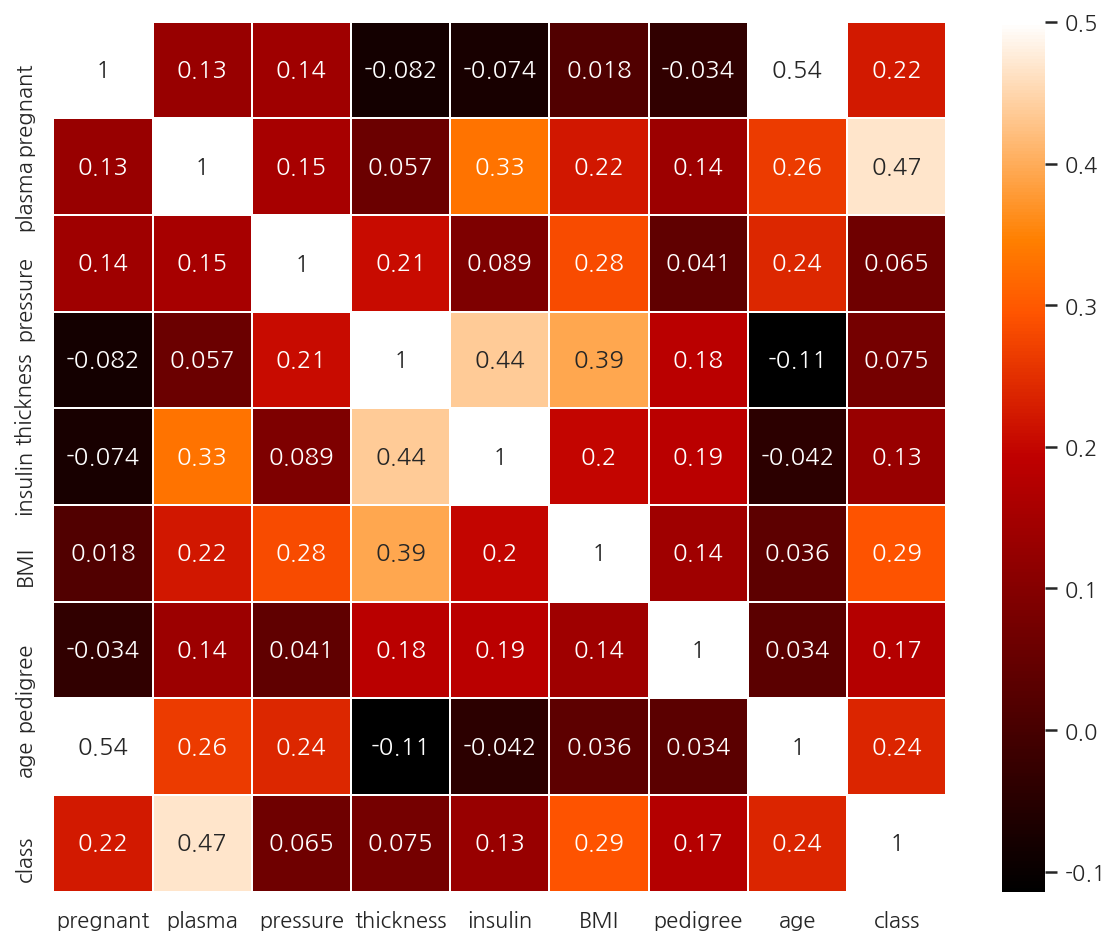 pregnant 1 0.13 0.14 -0.082 -0.074 0.018 -0.034 0.54 0.22
plasma 0.13 1 0.15 0.057 0.33 0.22 0.14 0.26 0.47
pressure 0.14 0.15 1 0.21 0.089 0.28 0.041 0.24 0.065
thickness -0.082 0.057 0.21 1 0.44 0.39 0.18 -0.11 0.075
insulin -0.074 0.33 0.089 0.44 1 0.2 0.19 -0.042 0.13
BMI 0.018 0.22 0.28 0.39 0.2 1 0.14 0.036 0.29
pedigree -0.034 0.14 0.041 0.18 0.19 0.14 1 0.034 0.17
age 0.54 0.26 0.24 -0.11 -0.042 0.036 0.034 1 0.24
class 0.22 0.47 0.065 0.075 0.13 0.29 0.17 0.24 1
pregnant plasma pressure thickness insulin BMI pedigree age class
0.5
0.4
0.3
0.2
0.1
0.0
-0.1